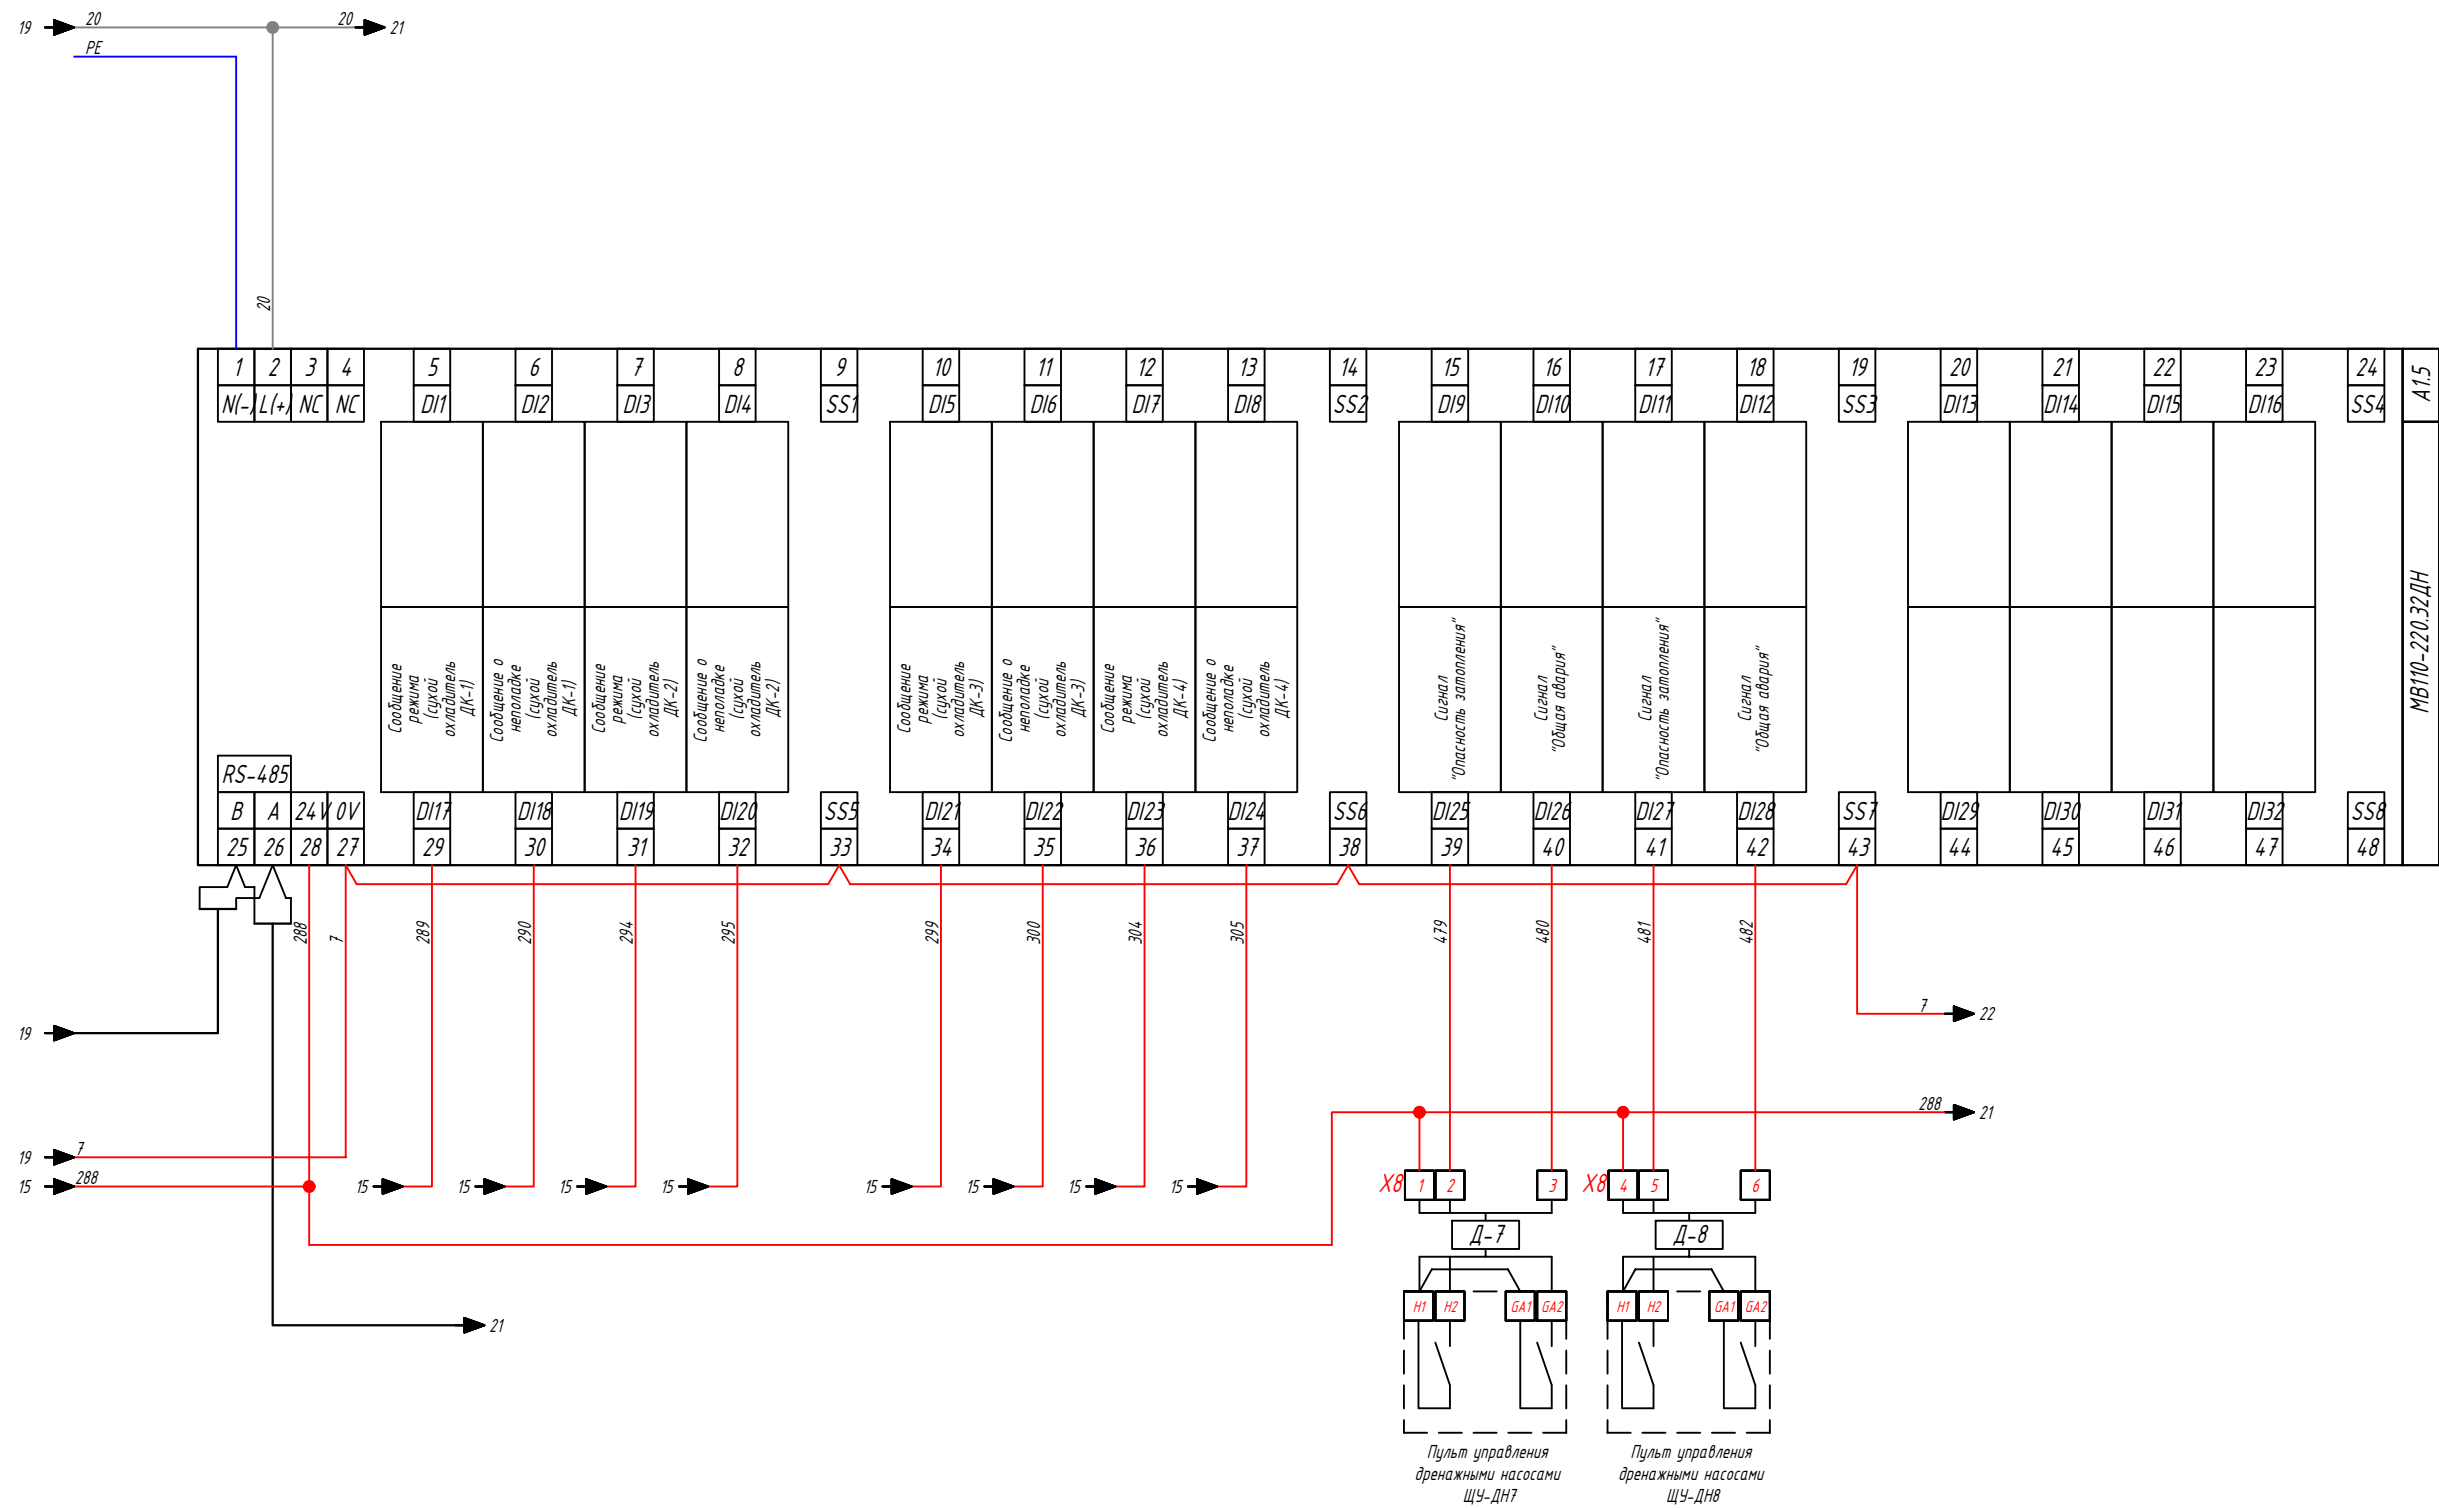 19 20 20 21
PE
20
1 2 3 4 5 6 7 8 9 10 11 12 13 14 15 16 17 18 19 20 21 22 23 24
N(-) L(+) NC NC DI1 DI2 DI3 DI4 SS1 DI5 DI6 DI7 DI8 SS2 DI9 DI10 DI11 DI12 SS3 DI13 DI14 DI15 DI16 SS4
A1.5
МВ110-220.32ДН
Сообщение
режима
(сухой
охладитель
ДК-1)
Сообщение о
неполадке
(сухой
охладитель
ДК-1)
Сообщение
режима
(сухой
охладитель
ДК-2)
Сообщение о
неполадке
(сухой
охладитель
ДК-2)
Сообщение
режима
(сухой
охладитель
ДК-3)
Сообщение о
неполадке
(сухой
охладитель
ДК-3)
Сообщение
режима
(сухой
охладитель
ДК-4)
Сообщение о
неполадке
(сухой
охладитель
ДК-4)
Сигнал
"Опасность затопления"
Сигнал
"Общая авария"
Сигнал
"Опасность затопления"
Сигнал
"Общая авария"
RS-485
B A 24V 0V DI17 DI18 DI19 DI20 SS5 DI21 DI22 DI23 DI24 SS6 DI25 DI26 DI27 DI28 SS7 DI29 DI30 DI31 DI32 SS8
25 26 28 27 29 30 31 32 33 34 35 36 37 38 39 40 41 42 43 44 45 46 47 48
288 7 289 290 294 295 299 300 304 305 479 480 481 482
7 22
19
288 21
19 7
15 288 15 15 15 15 15 15 15 15
X8 1 2 3 X8 4 5 6
Д-7 Д-8
21
H1 H2 GA1 GA2 H1 H2 GA1 GA2
Пульт управления
дренажными насосами
ЩУ-ДН7
Пульт управления
дренажными насосами
ЩУ-ДН8